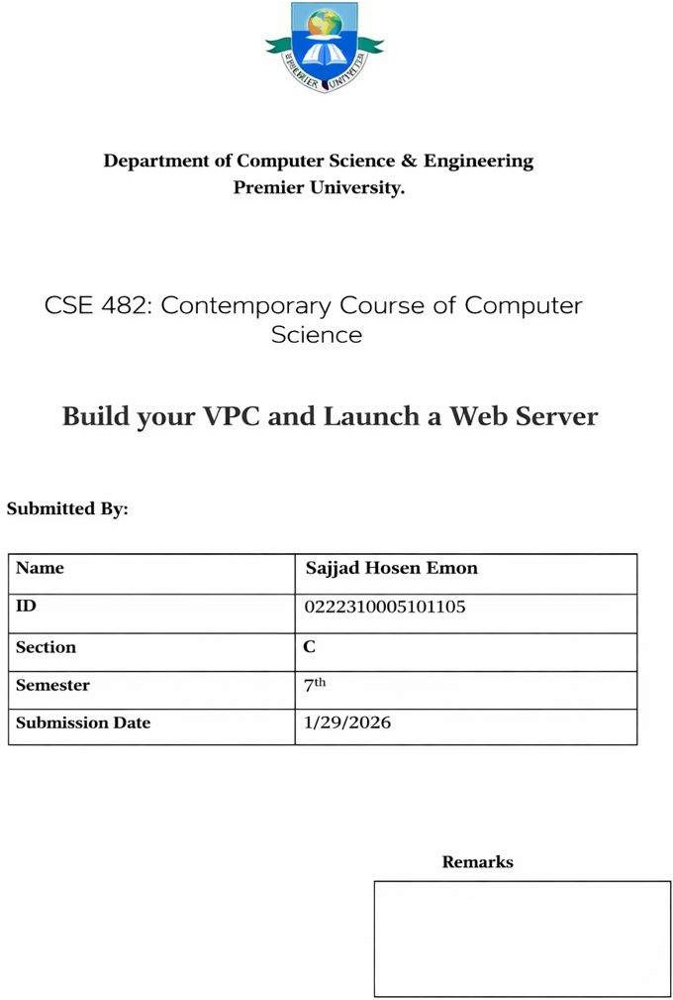 Department of Computer Science & Engineering
Premier University.
CSE 482: Contemporary Course of Computer
Science
Build your VPC and Launch a Web Server
Submitted By:
Name Sajjad Hosen Emon
ID 0222310005101105
Section C
Semester 7th
Submission Date 1/29/2026
Remarks